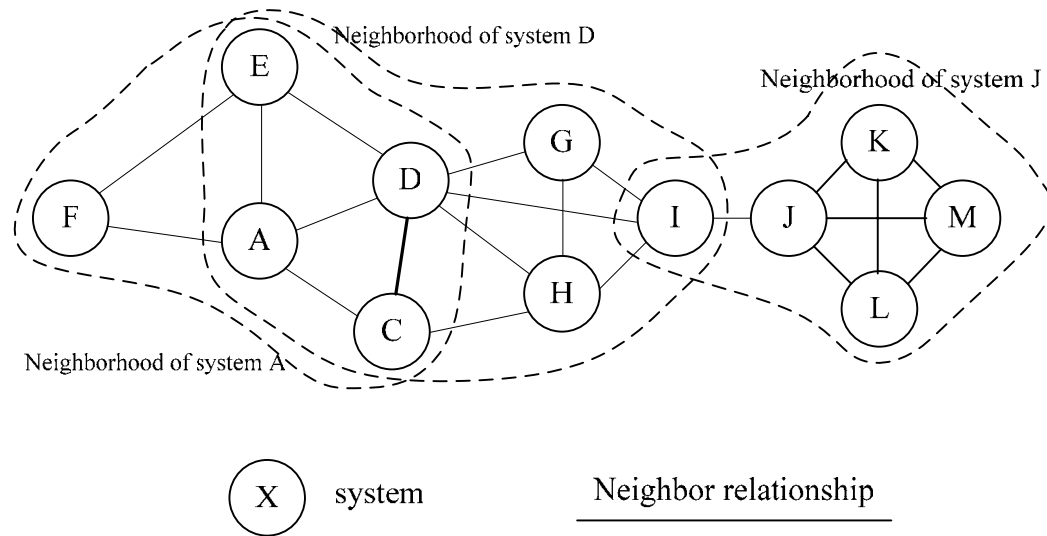 Neighborhood of system D
E
Neighborhood of system J
K
G
D
F
I
J
M
A
H
L
C
Neighborhood of system A
X
system
Neighbor relationship